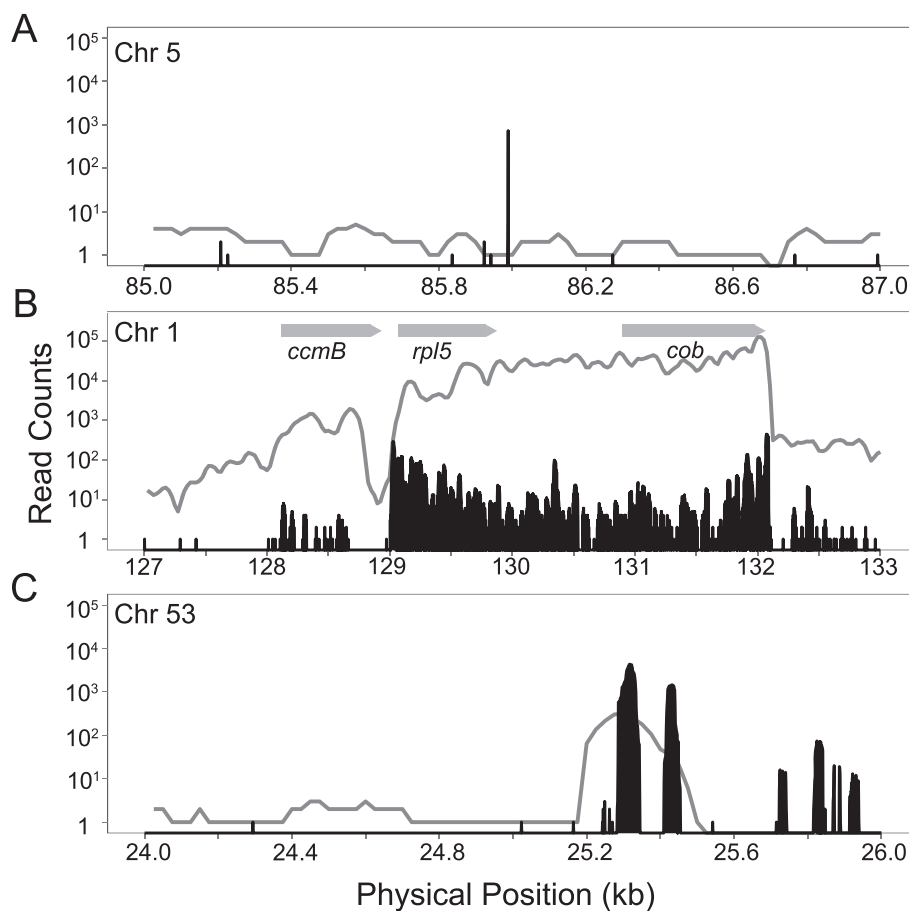 A
Chr 5
10⁵
10⁴
10³
10²
10¹
1
85.0 85.4 85.8 86.2 86.6 87.0
B
Chr 1
ccmB rpl5 cob
10⁵
10⁴
10³
10²
10¹
1
127 128 129 130 131 132 133
Read Counts
C
Chr 53
10⁵
10⁴
10³
10²
10¹
1
24.0 24.4 24.8 25.2 25.6 26.0
Physical Position (kb)